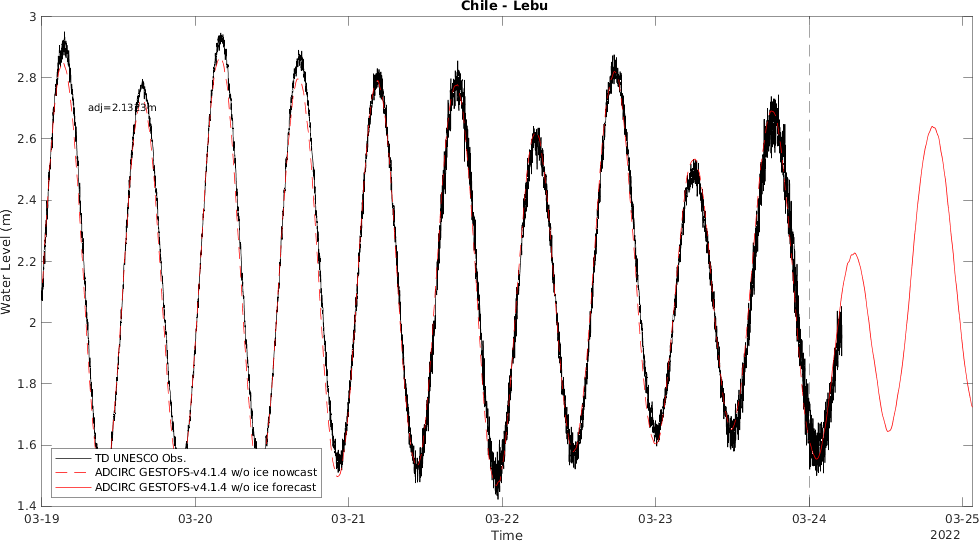 Chile - Lebu
3
2.8
2.6
2.4
2.2
2
1.8
1.6
1.4
Water Level (m)
adj=2.1323m
TD UNESCO Obs.
ADCIRC GESTOFS-v4.1.4 w/o ice nowcast
ADCIRC GESTOFS-v4.1.4 w/o ice forecast
03-19
03-20
03-21
03-22
03-23
03-24
03-25
Time
2022